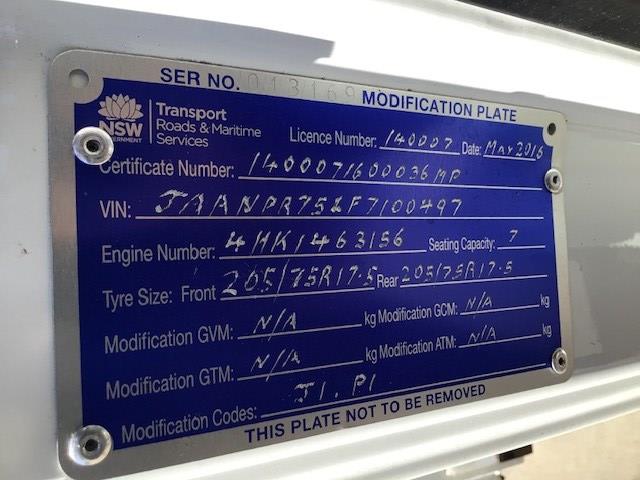 SER NO. 013169 MODIFICATION PLATE
NSW GOVERNMENT
Transport
Roads & Maritime
Services
Licence Number: 140007 Date: MAY 2016
Certificate Number: 1400071600036MP
VIN: JAANPR75LF7100497
Engine Number: 4HK1463156 Seating Capacity: 7
Tyre Size: Front 205/75R17.5 Rear 205/75R17.5
Modification GVM: N/A kg Modification GCM: N/A kg
Modification GTM: N/A kg Modification ATM: N/A kg
Modification Codes: J1. P1
THIS PLATE NOT TO BE REMOVED